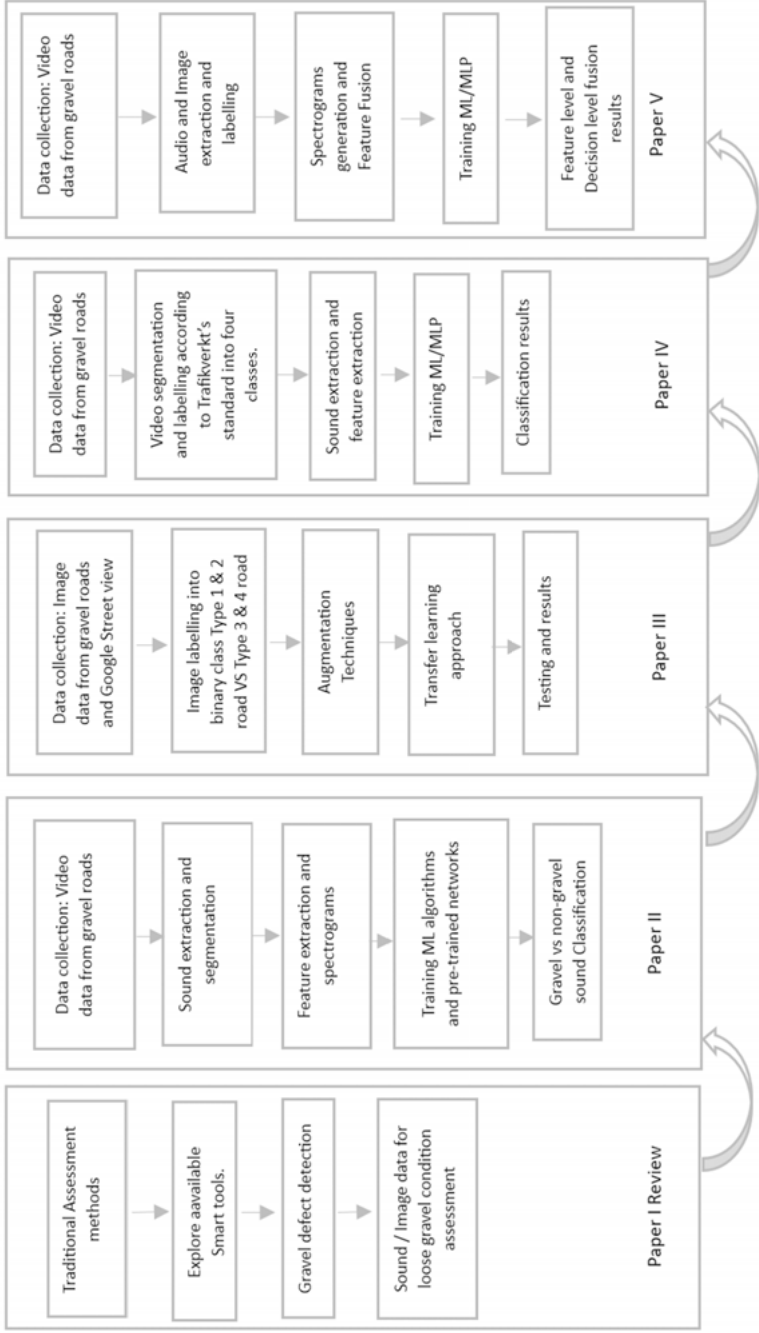 Traditional Assessment
methods
Explore aavailable
Smart tools.
Gravel defect detection
Sound / Image data for
loose gravel condition
assessment
Paper I Review
Data collection: Video
data from gravel roads
Sound extraction and
segmentation
Feature extraction and
spectrograms
Training ML algorithms
and pre-trained networks
Gravel vs non-gravel
sound Classification
Paper II
Data collection: Image
data from gravel roads
and Google Street view
Image labelling into
binary class Type 1 & 2
road VS Type 3 & 4 road
Augmentation
Techniques
Transfer learning
approach
Testing and results
Paper III
Data collection: Video
data from gravel roads
Video segmentation
and labelling according
to Trafikverkt's
standard into four
classes.
Sound extraction and
feature extraction
Training ML/MLP
Classification results
Paper IV
Data collection: Video
data from gravel roads
Audio and Image
extraction and
labelling
Spectrograms
generation and
Feature Fusion
Training ML/MLP
Feature level and
Decision level fusion
results
Paper V